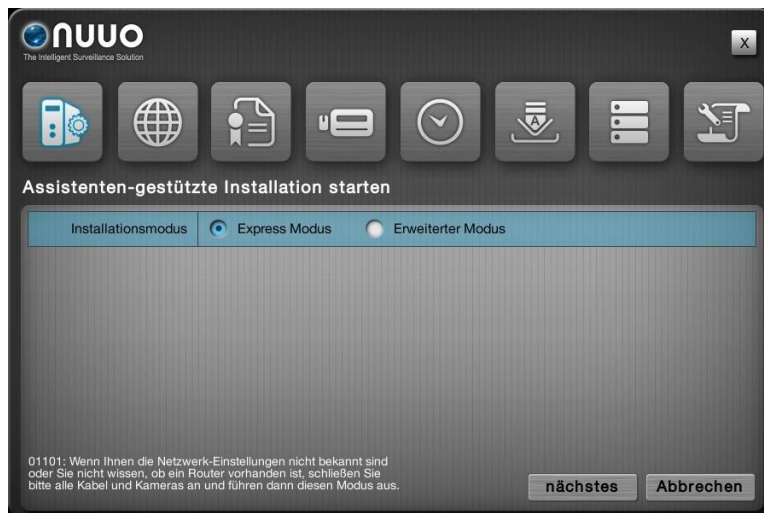 nuuo
The Intelligent Surveillance Solution
X
A
Assistenten-gestützte Installation starten
Installationsmodus Express Modus Erweiterter Modus
01101: Wenn Ihnen die Netzwerk-Einstellungen nicht bekannt sind
oder Sie nicht wissen, ob ein Router vorhanden ist, schließen Sie
bitte alle Kabel und Kameras an und führen dann diesen Modus aus.
nächstes Abbrechen